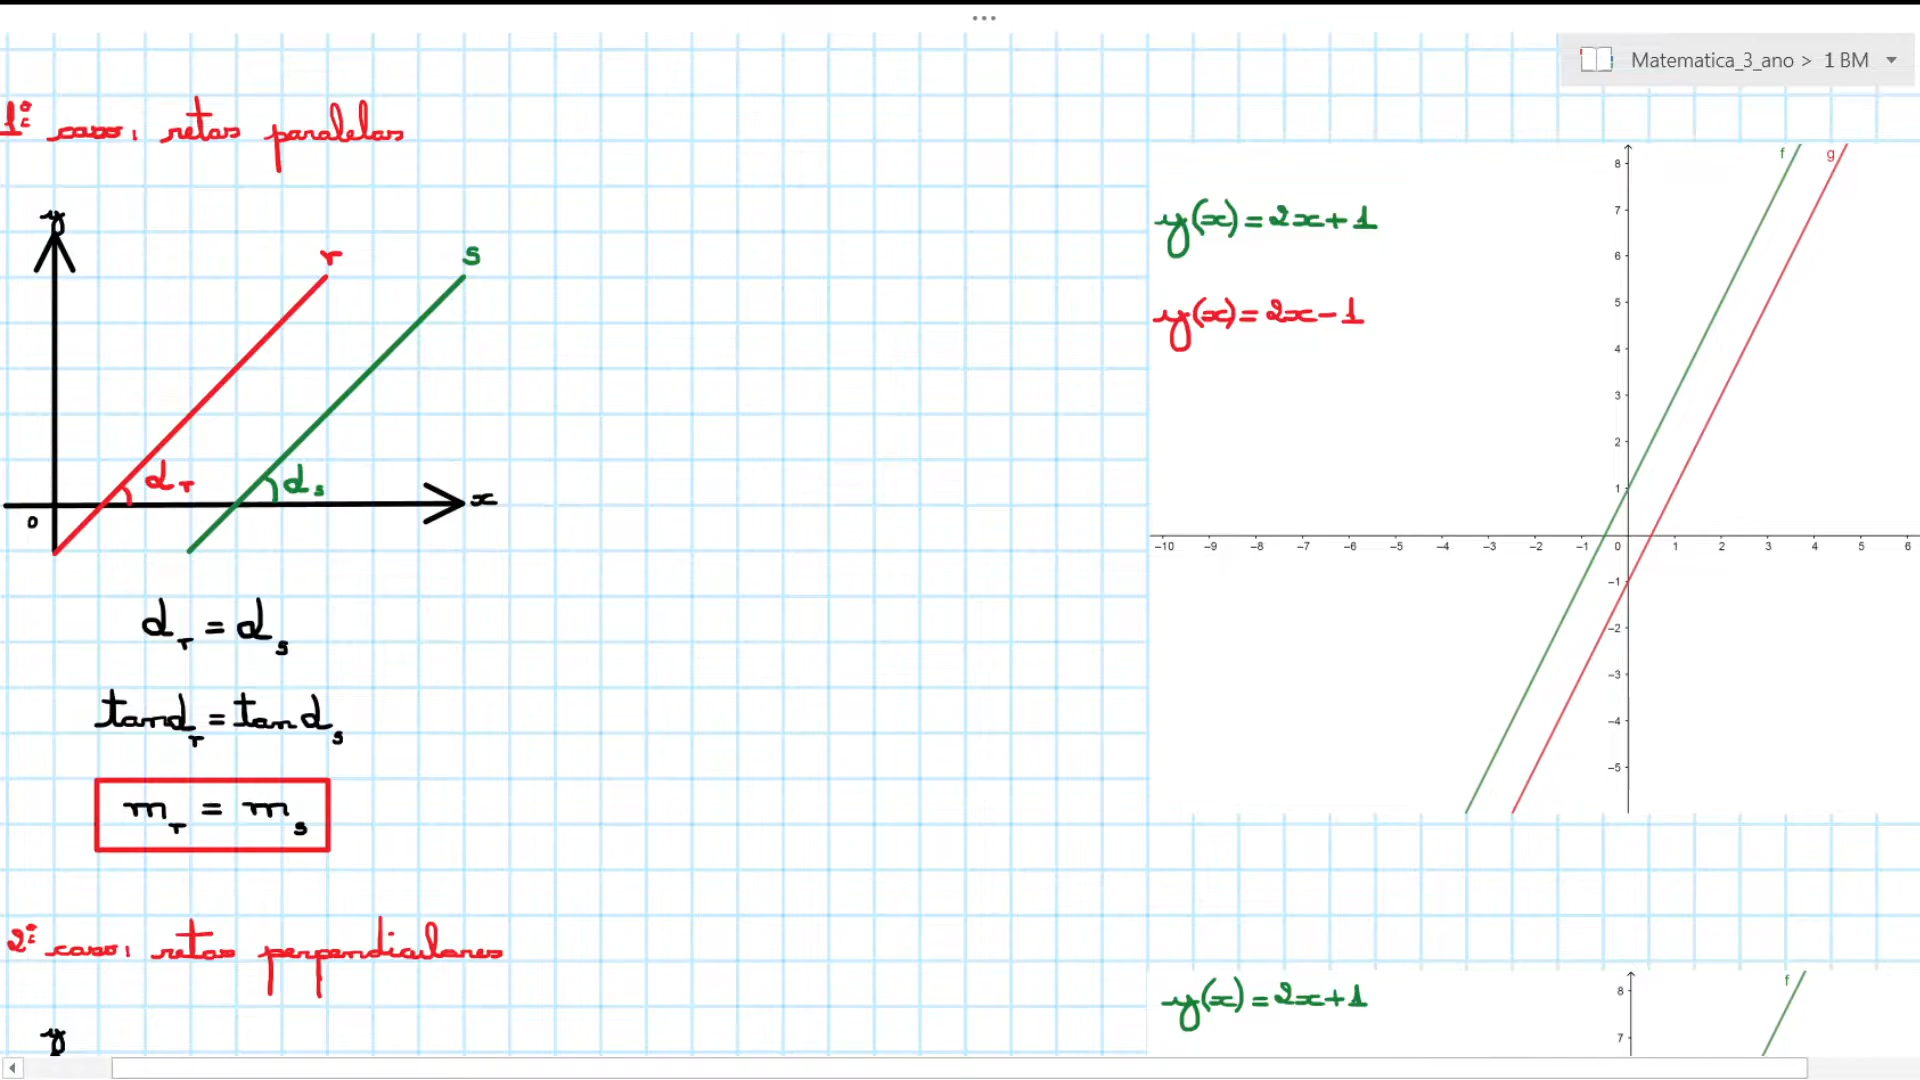 Matematica_3_ano > 1 BM
1º caso: retas paralelas
y
r
s
αr
αs
x
0
αr = αs
tanαr = tanαs
mr = ms
2º caso: retas perpendiculares
y
y(x)=2x+1
y(x)=2x-1
f
g
8
7
6
5
4
3
2
1
–10 –9 –8 –7 –6 –5 –4 –3 –2 –1 0 1 2 3 4 5 6
–1
–2
–3
–4
–5
y(x)=2x+1
f
8
7